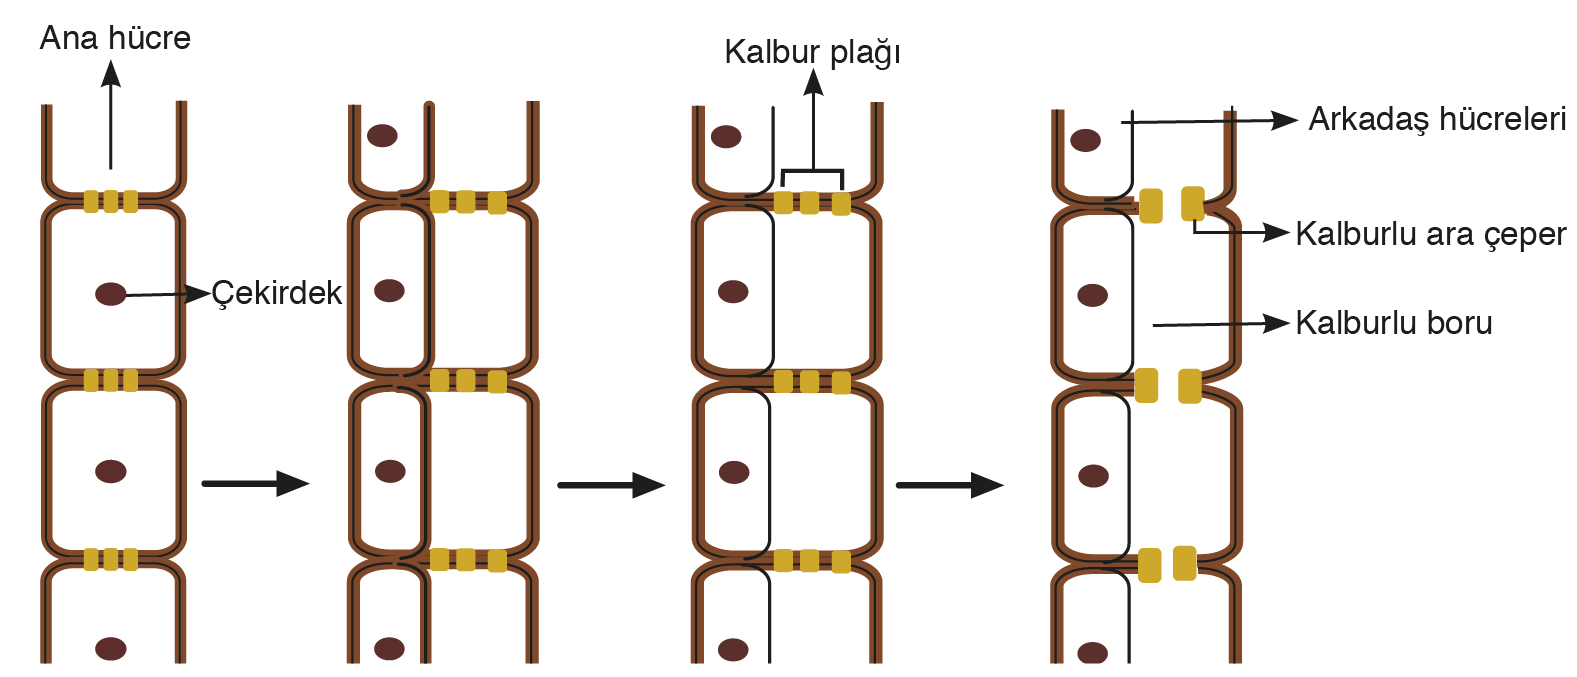 Ana hücre
Kalbur plağı
Arkadaş hücreleri
Kalburlu ara çeper
Çekirdek
Kalburlu boru